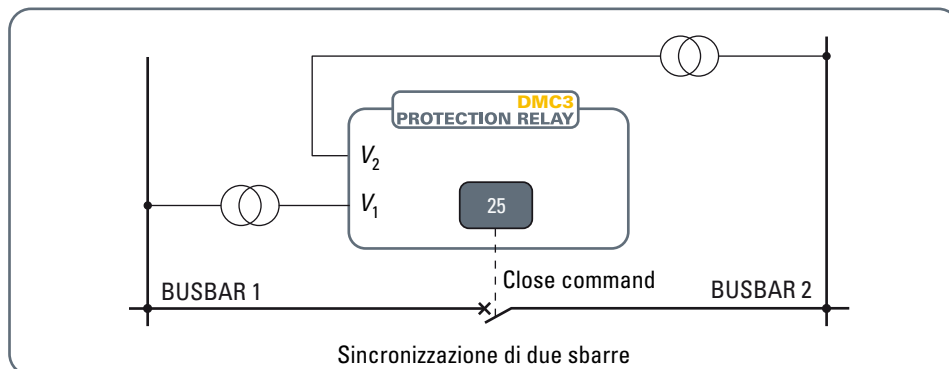 DMC3
PROTECTION RELAY
V2
V1
25
Close command
BUSBAR 1
BUSBAR 2
Sincronizzazione di due sbarre